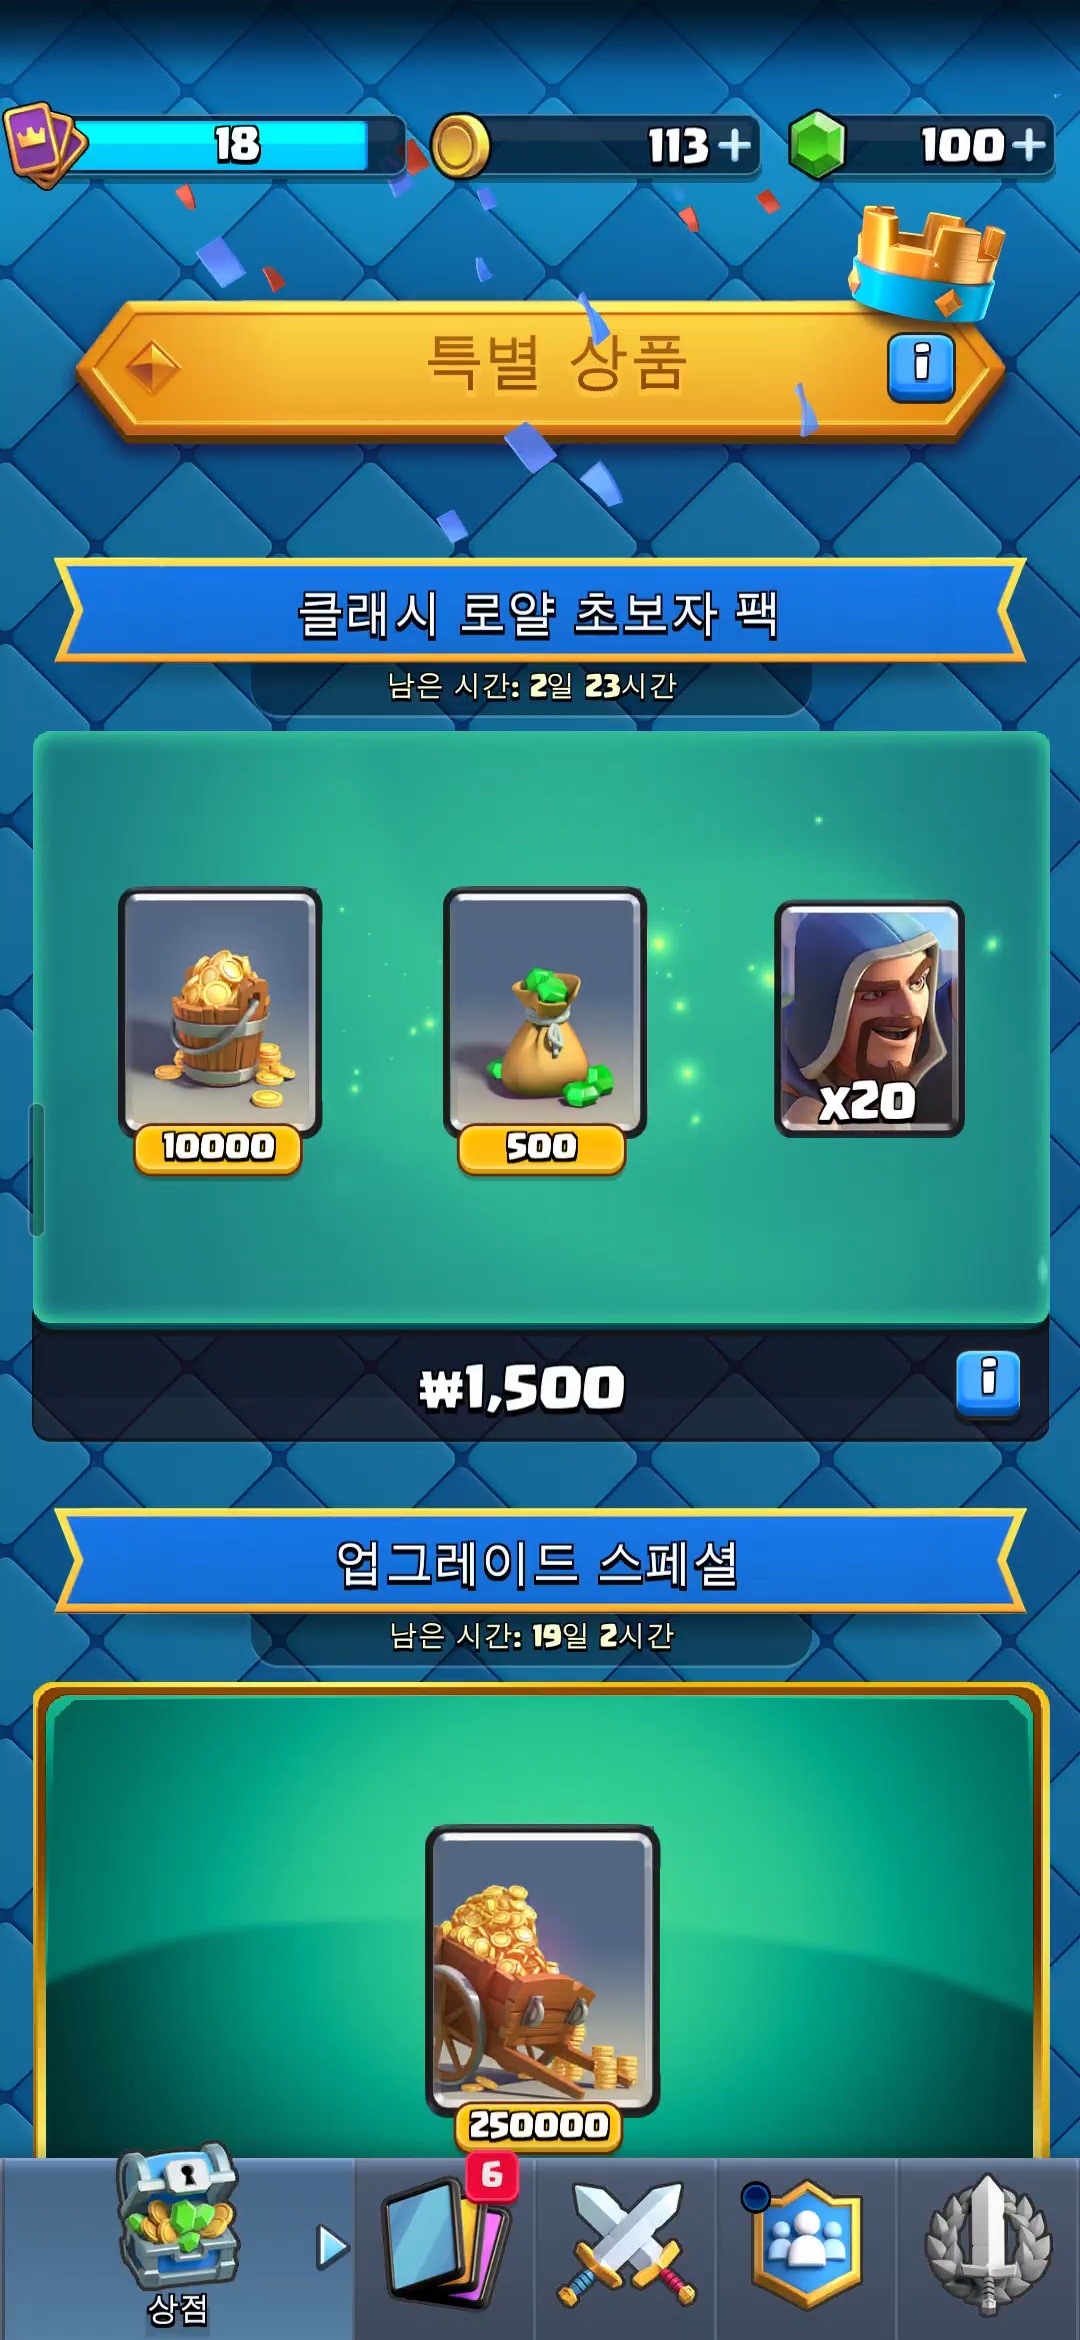 18
113
100
특별 상품
클래시 로얄 초보자 팩
남은 시간: 2일 23시간
10000
500
x20
₩1,500
업그레이드 스페셜
남은 시간: 19일 2시간
250000
6
상점